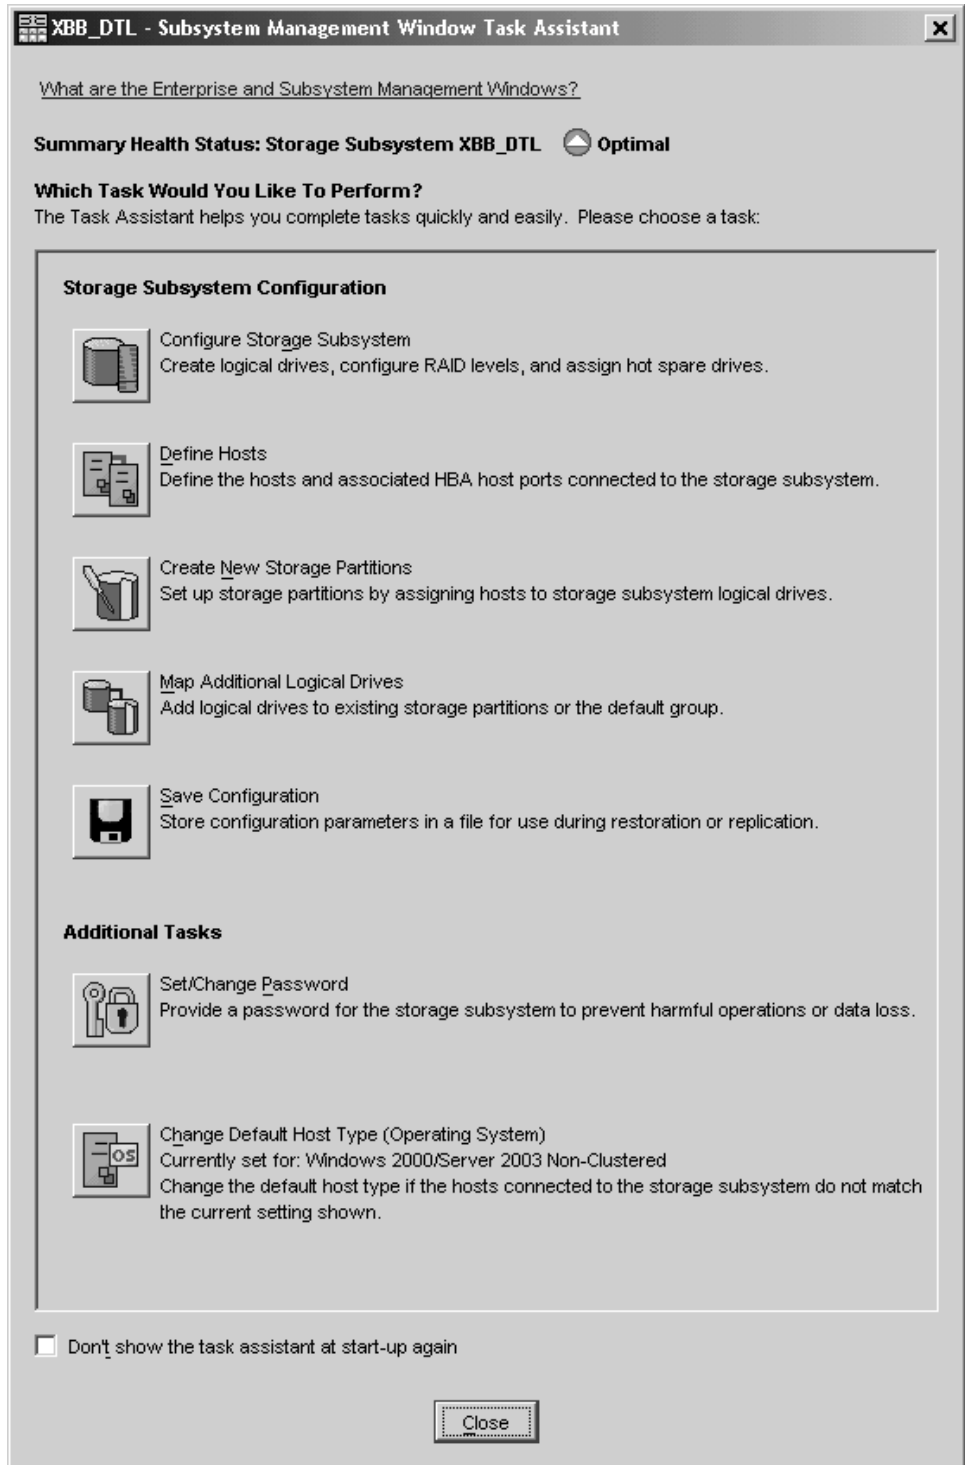 XBB_DTL - Subsystem Management Window Task Assistant
What are the Enterprise and Subsystem Management Windows?
Summary Health Status: Storage Subsystem XBB_DTL Optimal
Which Task Would You Like To Perform?
The Task Assistant helps you complete tasks quickly and easily. Please choose a task:
Storage Subsystem Configuration
Configure Storage Subsystem
Create logical drives, configure RAID levels, and assign hot spare drives.
Define Hosts
Define the hosts and associated HBA host ports connected to the storage subsystem.
Create New Storage Partitions
Set up storage partitions by assigning hosts to storage subsystem logical drives.
Map Additional Logical Drives
Add logical drives to existing storage partitions or the default group.
Save Configuration
Store configuration parameters in a file for use during restoration or replication.
Additional Tasks
Set/Change Password
Provide a password for the storage subsystem to prevent harmful operations or data loss.
Change Default Host Type (Operating System)
OS
Currently set for: Windows 2000/Server 2003 Non-Clustered
Change the default host type if the hosts connected to the storage subsystem do not match
the current setting shown.
Don't show the task assistant at start-up again
Close